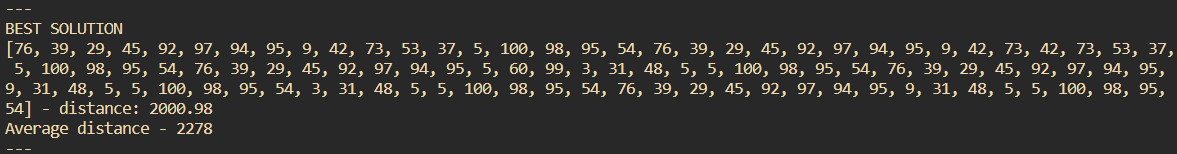 ---
BEST SOLUTION
[76, 39, 29, 45, 92, 97, 94, 95, 9, 42, 73, 53, 37, 5, 100, 98, 95, 54, 76, 39, 29, 45, 92, 97, 94, 95, 9, 42, 73, 42, 73, 53, 37,
5, 100, 98, 95, 54, 76, 39, 29, 45, 92, 97, 94, 95, 5, 60, 99, 3, 31, 48, 5, 5, 100, 98, 95, 54, 76, 39, 29, 45, 92, 97, 94, 95,
9, 31, 48, 5, 5, 100, 98, 95, 54, 3, 31, 48, 5, 5, 100, 98, 95, 54, 76, 39, 29, 45, 92, 97, 94, 95, 9, 31, 48, 5, 5, 100, 98, 95,
54] - distance: 2000.98
Average distance - 2278
---